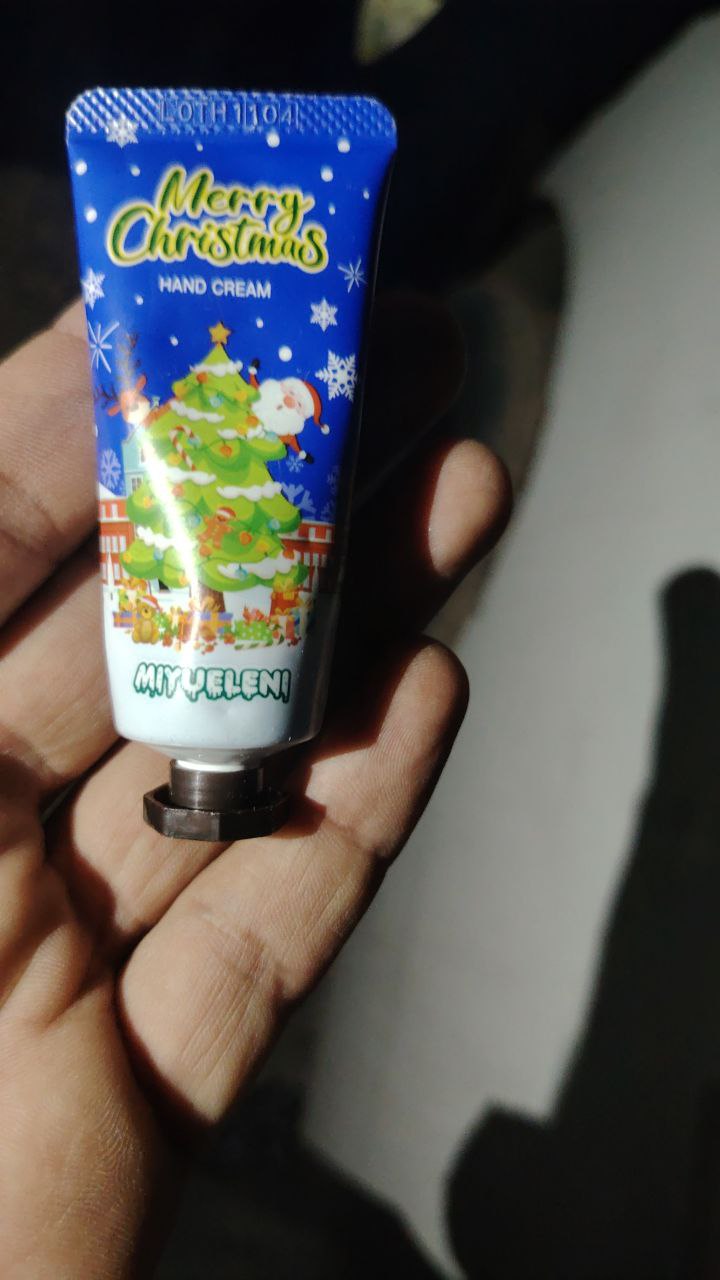 LOTH1104
Merry
Christmas
HAND CREAM
MIYUELENI